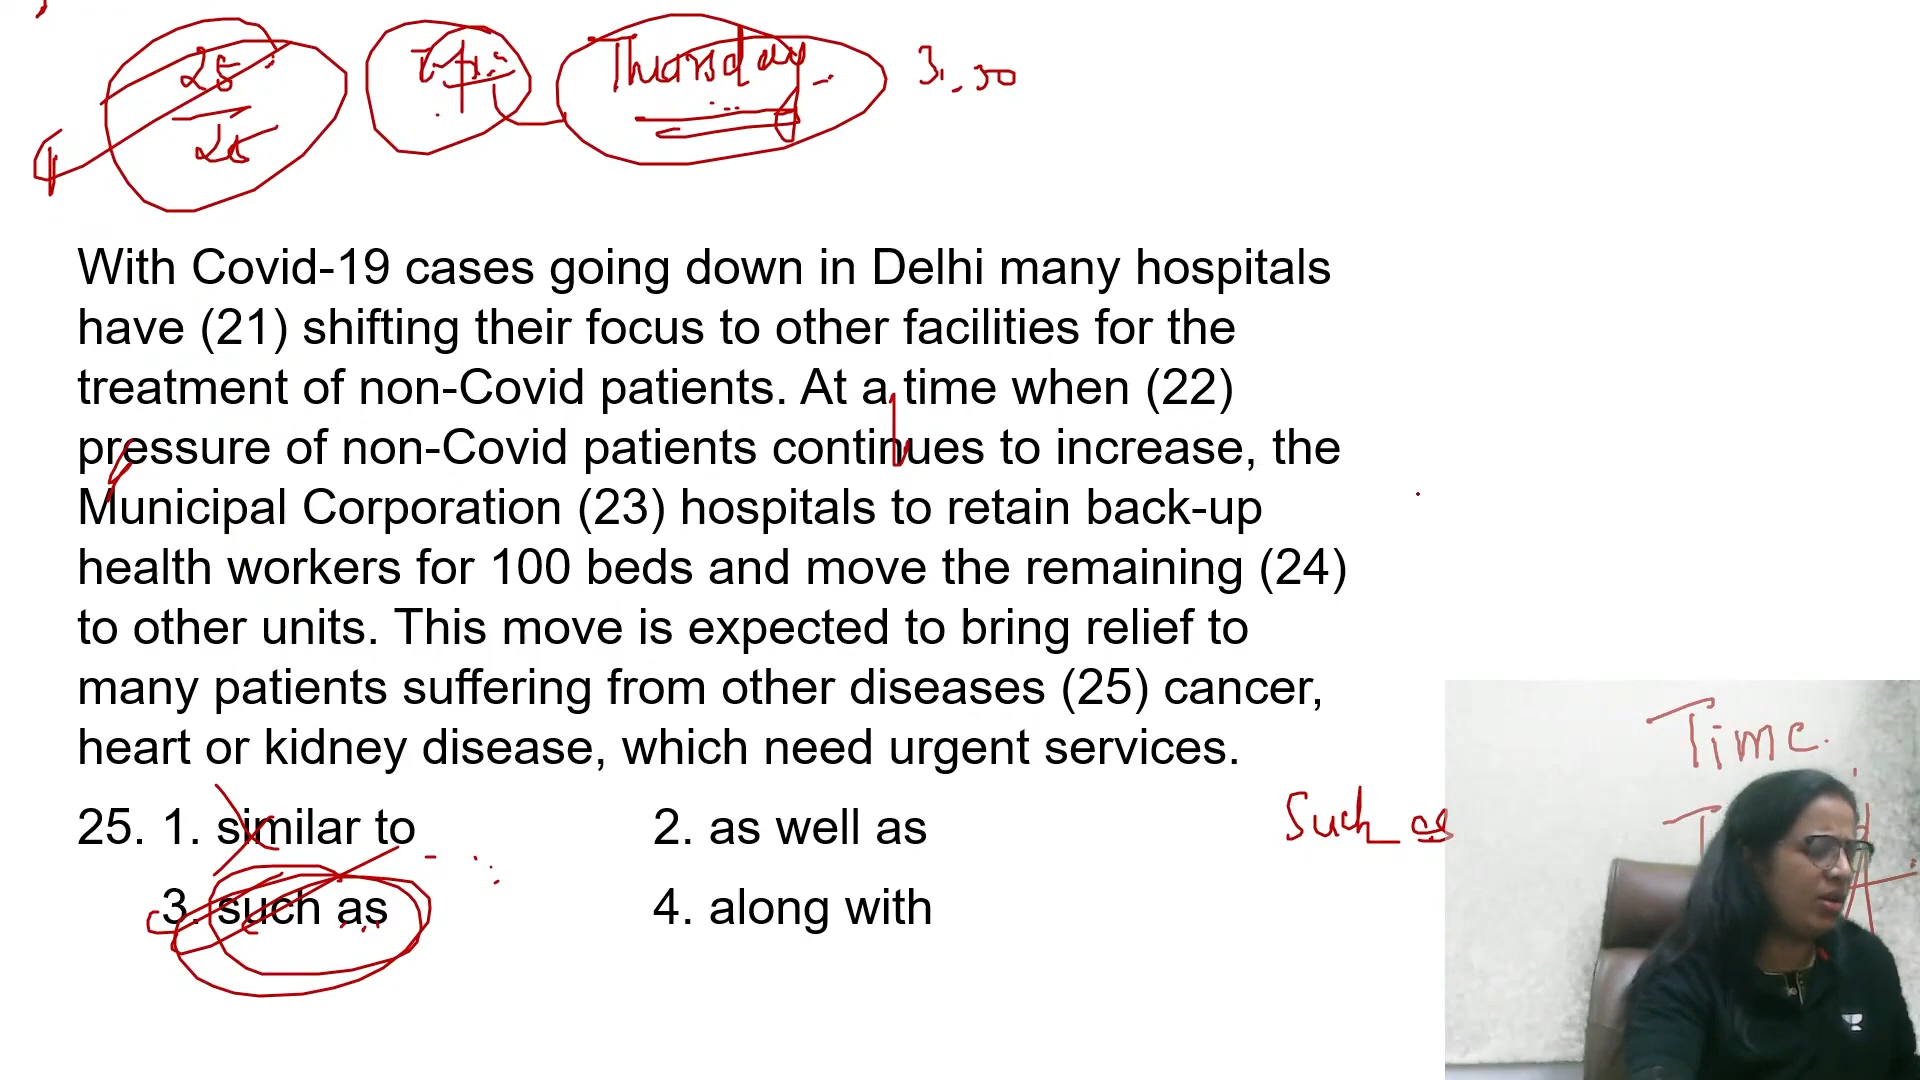 25 Thursday 3.30
25
With Covid-19 cases going down in Delhi many hospitals
have (21) shifting their focus to other facilities for the
treatment of non-Covid patients. At a time when (22)
pressure of non-Covid patients continues to increase, the
Municipal Corporation (23) hospitals to retain back-up
health workers for 100 beds and move the remaining (24)
to other units. This move is expected to bring relief to
many patients suffering from other diseases (25) cancer,
heart or kidney disease, which need urgent services.
Time.
25. 1. similar to 2. as well as Such as
3. such as 4. along with